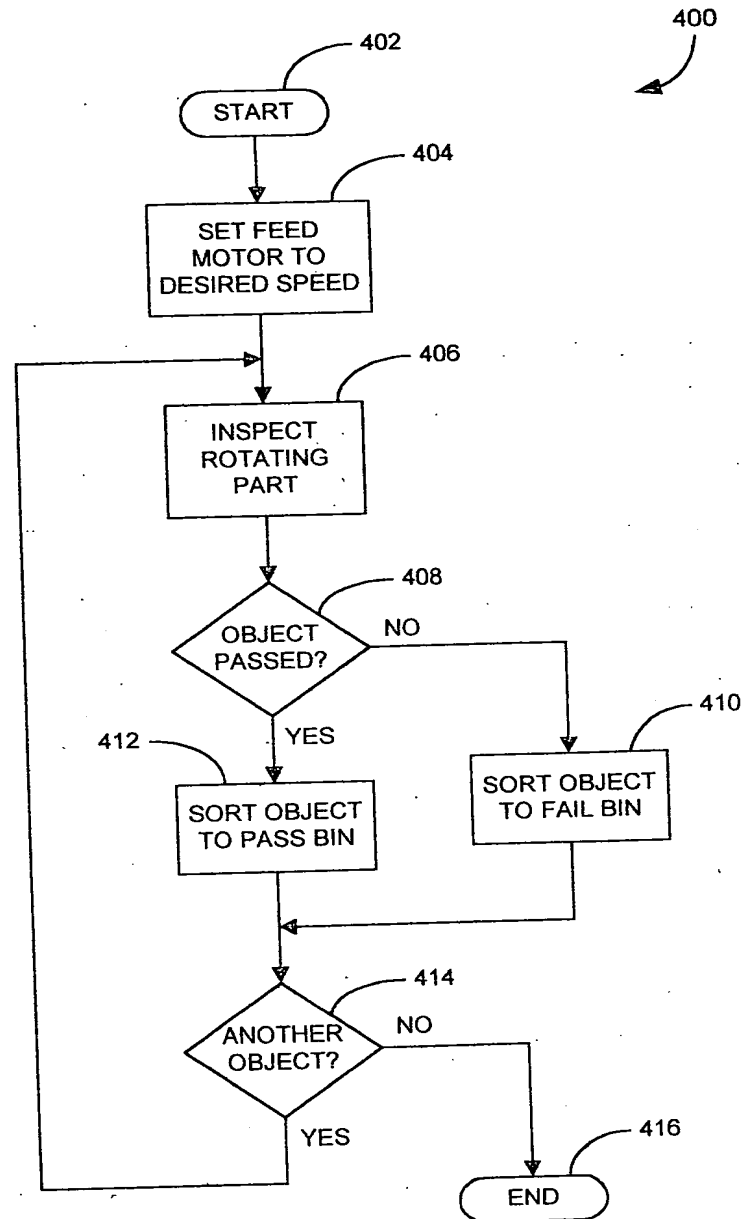 400
402
START
404
SET FEED
MOTOR TO
DESIRED SPEED
406
INSPECT
ROTATING
PART
408
OBJECT
PASSED?
NO
YES
410
412
SORT OBJECT
TO FAIL BIN
SORT OBJECT
TO PASS BIN
414
ANOTHER
OBJECT?
NO
YES
416
END